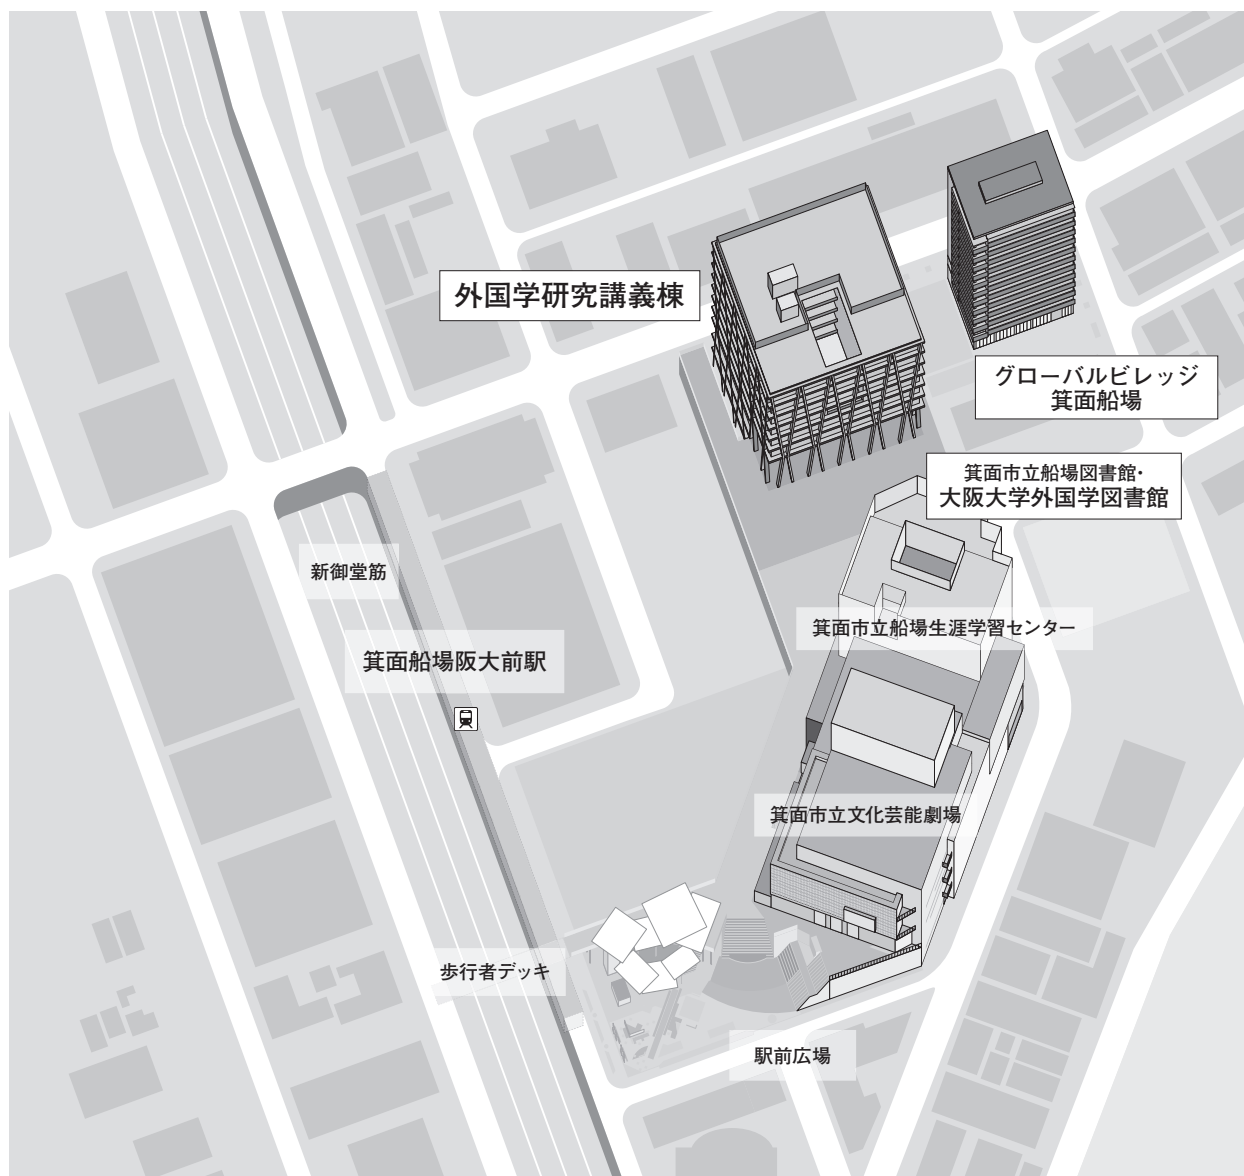 外国学研究講義棟
グローバルビレッジ
箕面船場
箕面市立船場図書館・
大阪大学外国学図書館
新御堂筋
箕面市立船場生涯学習センター
箕面船場阪大前駅
箕面市立文化芸能劇場
歩行者デッキ
駅前広場